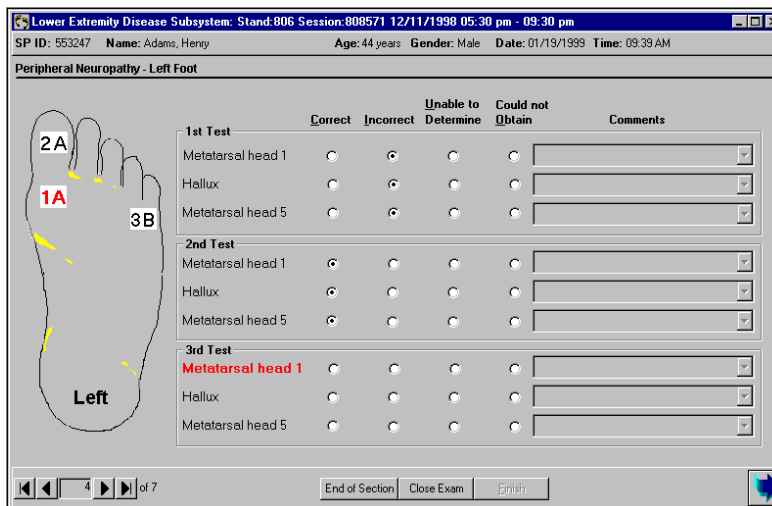 Lower Extremity Disease Subsystem: Stand:806 Session:808571 12/11/1998 05:30 pm - 09:30 pm
SP ID: 553247 Name: Adams, Henry Age: 44 years Gender: Male Date: 01/19/1999 Time: 09:39 AM
Peripheral Neuropathy - Left Foot
Correct Incorrect Unable to Determine Could not Obtain Comments
1st Test
Metatarsal head 1
Hallux
Metatarsal head 5
2nd Test
Metatarsal head 1
Hallux
Metatarsal head 5
3rd Test
Metatarsal head 1
Hallux
Metatarsal head 5
2A
1A
3B
Left
4 of 7
End of Section Close Exam Finish